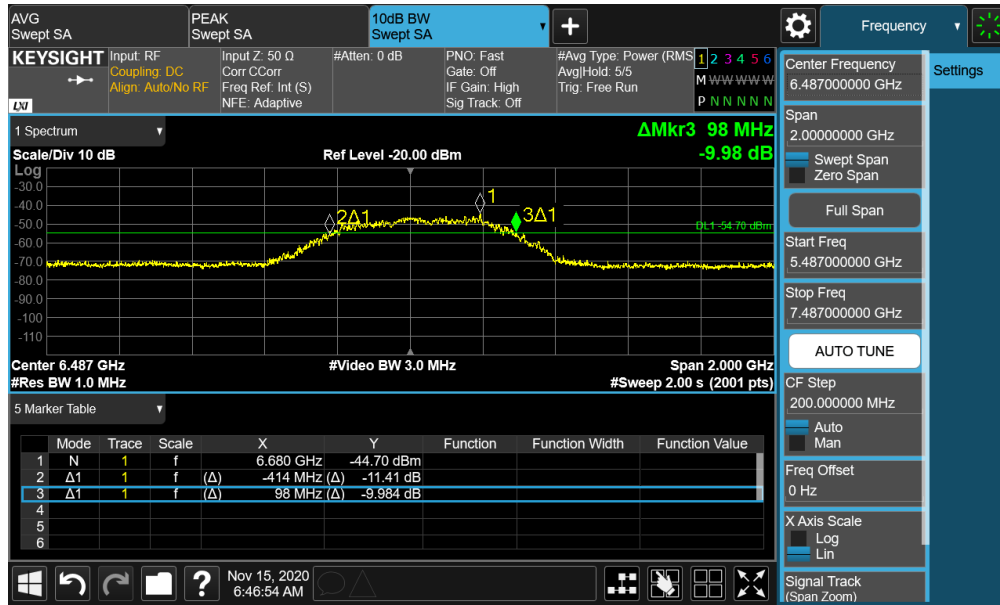 AVG
Swept SA
PEAK
Swept SA
10dB BW
Swept SA
Frequency
KEYSIGHT
LXI
Input: RF
Coupling: DC
Align: Auto/No RF
Input Z: 50 Ω
Corr CCorr
Freq Ref: Int (S)
NFE: Adaptive
#Atten: 0 dB
PNO: Fast
Gate: Off
IF Gain: High
Sig Track: Off
#Avg Type: Power (RMS
Avg|Hold: 5/5
Trig: Free Run
1 2 3 4 5 6
M W W W W W
P N N N N N
1 Spectrum
ΔMkr3 98 MHz
-9.98 dB
Scale/Div 10 dB
Ref Level -20.00 dBm
Log
-30.0
-40.0
-50.0
-60.0
-70.0
-80.0
-90.0
-100
-110
1
2Δ1
3Δ1
DL1 -54.70 dBm
Center 6.487 GHz
#Video BW 3.0 MHz
Span 2.000 GHz
#Res BW 1.0 MHz
#Sweep 2.00 s (2001 pts)
5 Marker Table
Mode Trace Scale X Y Function Function Width Function Value
1 N 1 f 6.680 GHz -44.70 dBm
2 Δ1 1 f (Δ) -414 MHz (Δ) -11.41 dB
3 Δ1 1 f (Δ) 98 MHz (Δ) -9.984 dB
4
5
6
Nov 15, 2020
6:46:54 AM
Center Frequency
6.487000000 GHz
Settings
Span
2.00000000 GHz
Swept Span
Zero Span
Full Span
Start Freq
5.487000000 GHz
Stop Freq
7.487000000 GHz
AUTO TUNE
CF Step
200.000000 MHz
Auto
Man
Freq Offset
0 Hz
X Axis Scale
Log
Lin
Signal Track
(Span Zoom)